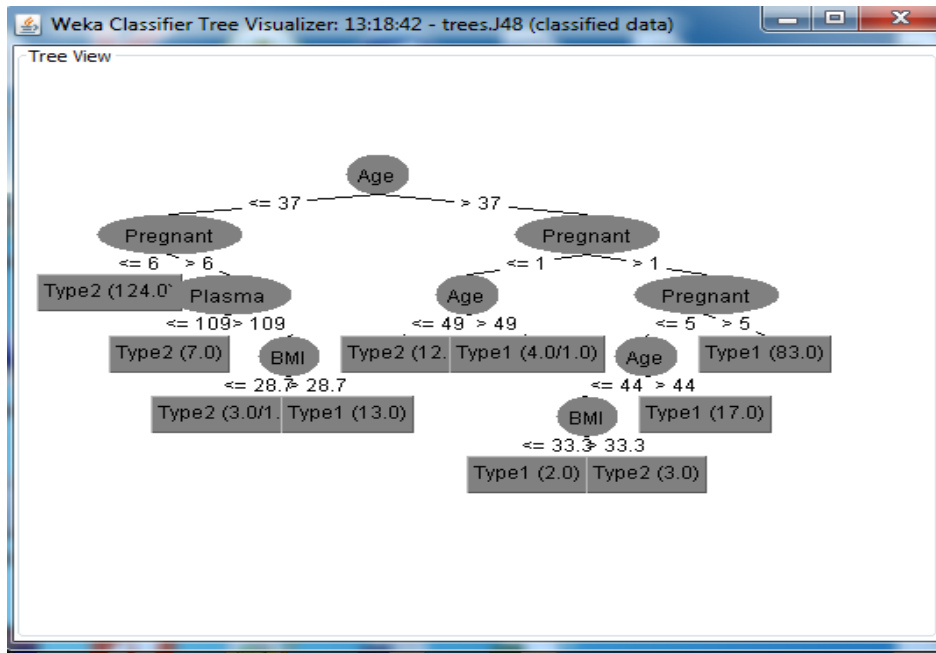 Weka Classifier Tree Visualizer: 13:18:42 - trees.J48 (classified data)
Tree View
Age
<= 37 > 37
Pregnant Pregnant
<= 6 > 6 <= 1 > 1
Type2 (124.0 Plasma Age Pregnant
<= 109 > 109 <= 49 > 49 <= 5 > 5
Type2 (7.0) BMI Type2 (12. Type1 (4.0/1.0) Age Type1 (83.0)
<= 28.7 > 28.7 <= 44 > 44
Type2 (3.0/1. Type1 (13.0) BMI Type1 (17.0)
<= 33.3 > 33.3
Type1 (2.0) Type2 (3.0)